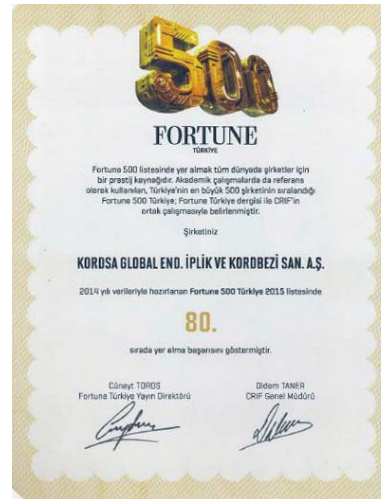 500
FORTUNE
TÜRKİYE
Fortune 500 listesinde yer almak tüm dünyada şirketler için
bir prestij kaynağıdır. Akademik çalışmalarda da referans
olarak kullanılan, Türkiye'nin en büyük 500 şirketinin sıralandığı
Fortune 500 Türkiye; Fortune Türkiye dergisi ile CRIF'in
ortak çalışmasıyla belirlenmiştir.
Şirketiniz
KORDSA GLOBAL END. İPLİK VE KORDBEZİ SAN. A.Ş.
2014 yılı verileriyle hazırlanan Fortune 500 Türkiye 2015 listesinde
80.
sırada yer alma başarısını göstermiştir.
Cüneyt TOROS Didem TANER
Fortune Türkiye Yayın Direktörü CRIF Genel Müdürü